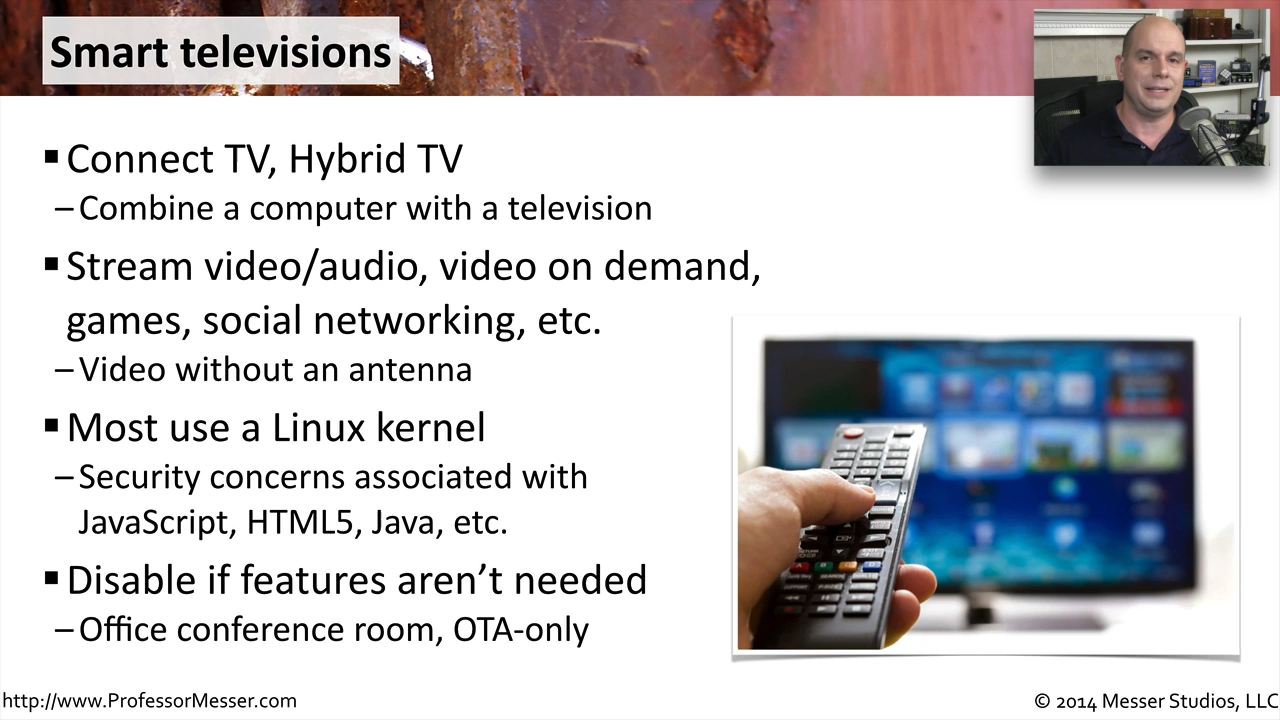 Smart televisions
▪ Connect TV, Hybrid TV
– Combine a computer with a television
▪ Stream video/audio, video on demand,
games, social networking, etc.
– Video without an antenna
▪ Most use a Linux kernel
– Security concerns associated with
JavaScript, HTML5, Java, etc.
▪ Disable if features aren’t needed
– Office conference room, OTA-only
http://www.ProfessorMesser.com
© 2014 Messer Studios, LLC